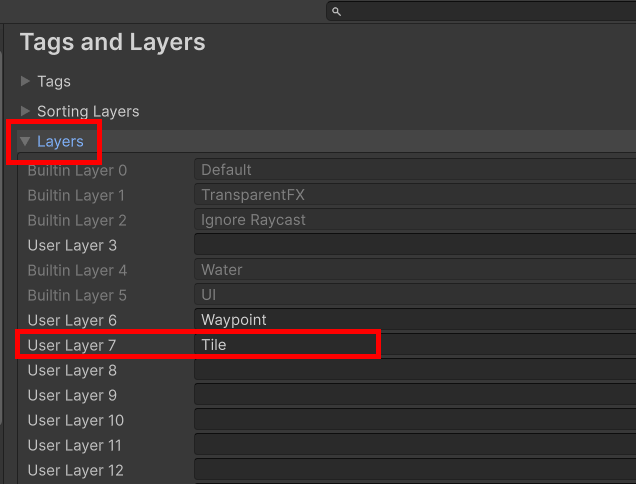 Tags and Layers
Tags
Sorting Layers
Layers
Builtin Layer 0 Default
Builtin Layer 1 TransparentFX
Builtin Layer 2 Ignore Raycast
User Layer 3
Builtin Layer 4 Water
Builtin Layer 5 UI
User Layer 6 Waypoint
User Layer 7 Tile
User Layer 8
User Layer 9
User Layer 10
User Layer 11
User Layer 12